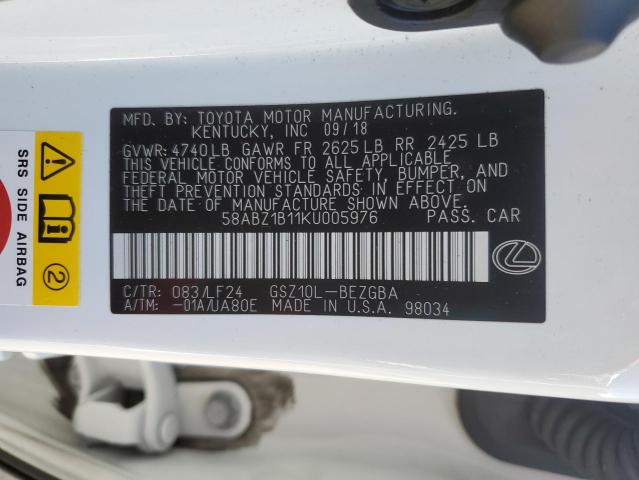 MFD. BY: TOYOTA MOTOR MANUFACTURING.
KENTUCKY, INC 09/18
GVWR: 4740LB GAWR FR 2625LB RR 2425 LB
THIS VEHICLE CONFORMS TO ALL APPLICABLE
FEDERAL MOTOR VEHICLE SAFETY, BUMPER, AND
THEFT PREVENTION STANDARDS IN EFFECT ON
THE DATE OF MANUFACTURE SHOWN ABOVE.
58ABZ1B11KU005976 PASS. CAR
C/TR: 083/LF24 GSZ10L-BEZGBA
A/TM: -01A/UA80E MADE IN U.S.A. 98034
SRS SIDE AIRBAG
2